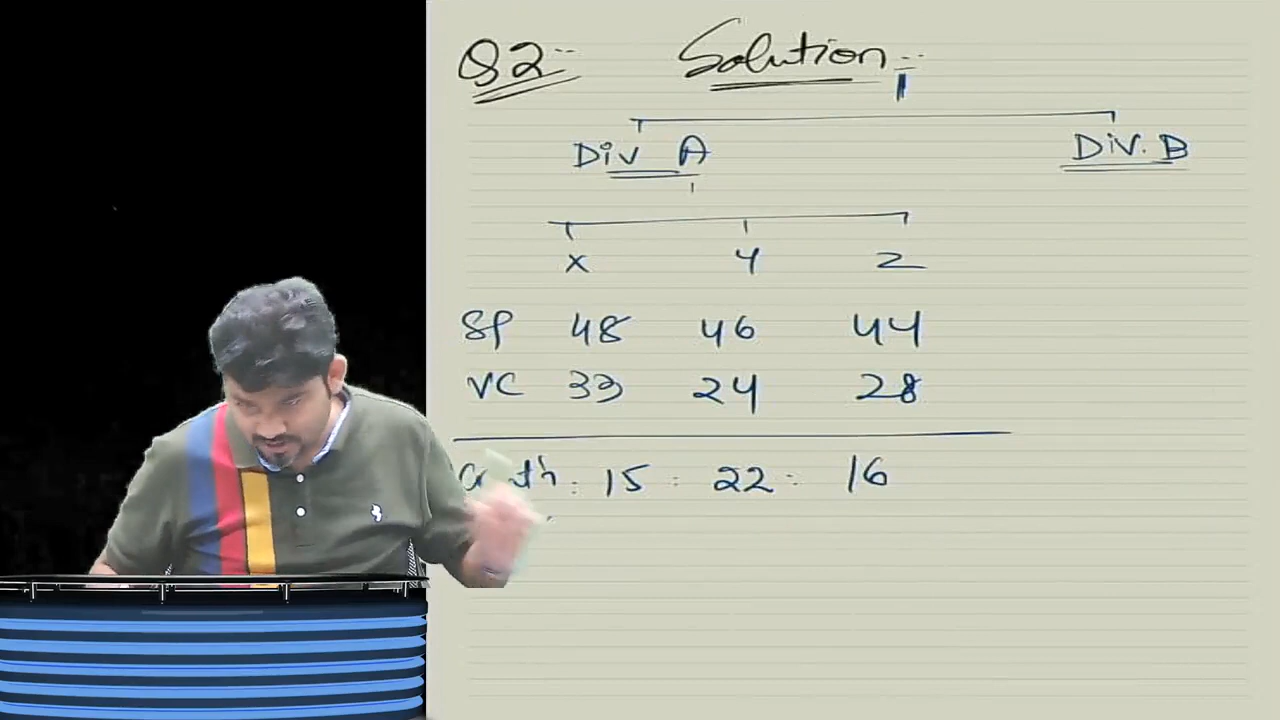 Q2:- Solution:-
Div A Div. B
x y z
SP 48 46 44
VC 33 24 28
: 15 : 22 : 16